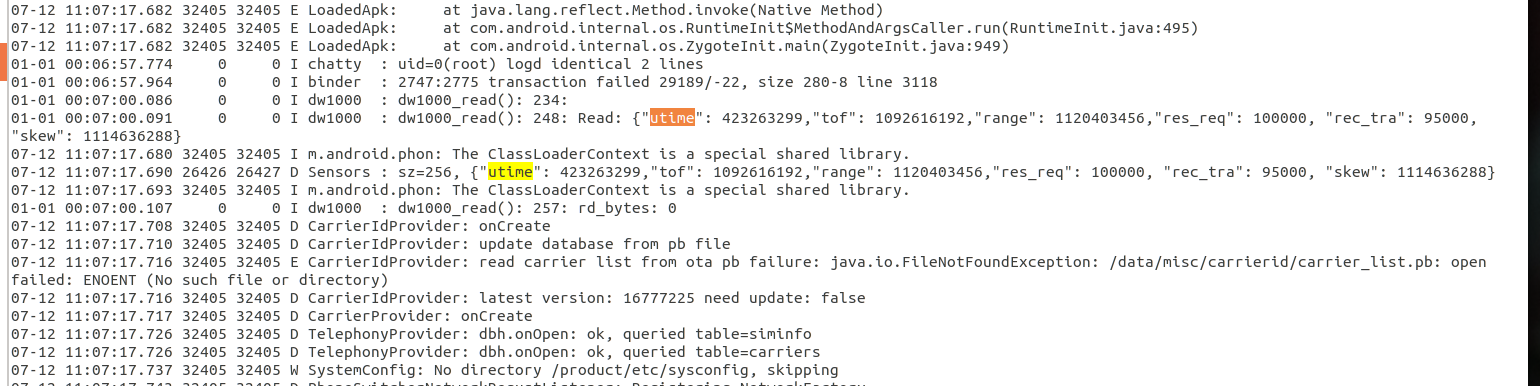 07-12 11:07:17.682 32405 32405 E LoadedApk:     at java.lang.reflect.Method.invoke(Native Method)
07-12 11:07:17.682 32405 32405 E LoadedApk:     at com.android.internal.os.RuntimeInit$MethodAndArgsCaller.run(RuntimeInit.java:495)
07-12 11:07:17.682 32405 32405 E LoadedApk:     at com.android.internal.os.ZygoteInit.main(ZygoteInit.java:949)
01-01 00:06:57.774     0     0 I chatty  : uid=0(root) logd identical 2 lines
01-01 00:06:57.964     0     0 I binder  : 2747:2775 transaction failed 29189/-22, size 280-8 line 3118
01-01 00:07:00.086     0     0 I dw1000  : dw1000_read(): 234:
01-01 00:07:00.091     0     0 I dw1000  : dw1000_read(): 248: Read: {"utime": 423263299,"tof": 1092616192,"range": 1120403456,"res_req": 100000, "rec_tra": 95000,
"skew": 1114636288}
07-12 11:07:17.680 32405 32405 I m.android.phon: The ClassLoaderContext is a special shared library.
07-12 11:07:17.690 26426 26427 D Sensors : sz=256, {"utime": 423263299,"tof": 1092616192,"range": 1120403456,"res_req": 100000, "rec_tra": 95000, "skew": 1114636288}
07-12 11:07:17.693 32405 32405 I m.android.phon: The ClassLoaderContext is a special shared library.
01-01 00:07:00.107     0     0 I dw1000  : dw1000_read(): 257: rd_bytes: 0
07-12 11:07:17.708 32405 32405 D CarrierIdProvider: onCreate
07-12 11:07:17.710 32405 32405 D CarrierIdProvider: update database from pb file
07-12 11:07:17.716 32405 32405 E CarrierIdProvider: read carrier list from ota pb failure: java.io.FileNotFoundException: /data/misc/carrierid/carrier_list.pb: open
failed: ENOENT (No such file or directory)
07-12 11:07:17.716 32405 32405 D CarrierIdProvider: latest version: 16777225 need update: false
07-12 11:07:17.717 32405 32405 D CarrierProvider: onCreate
07-12 11:07:17.726 32405 32405 D TelephonyProvider: dbh.onOpen: ok, queried table=siminfo
07-12 11:07:17.726 32405 32405 D TelephonyProvider: dbh.onOpen: ok, queried table=carriers
07-12 11:07:17.737 32405 32405 W SystemConfig: No directory /product/etc/sysconfig, skipping